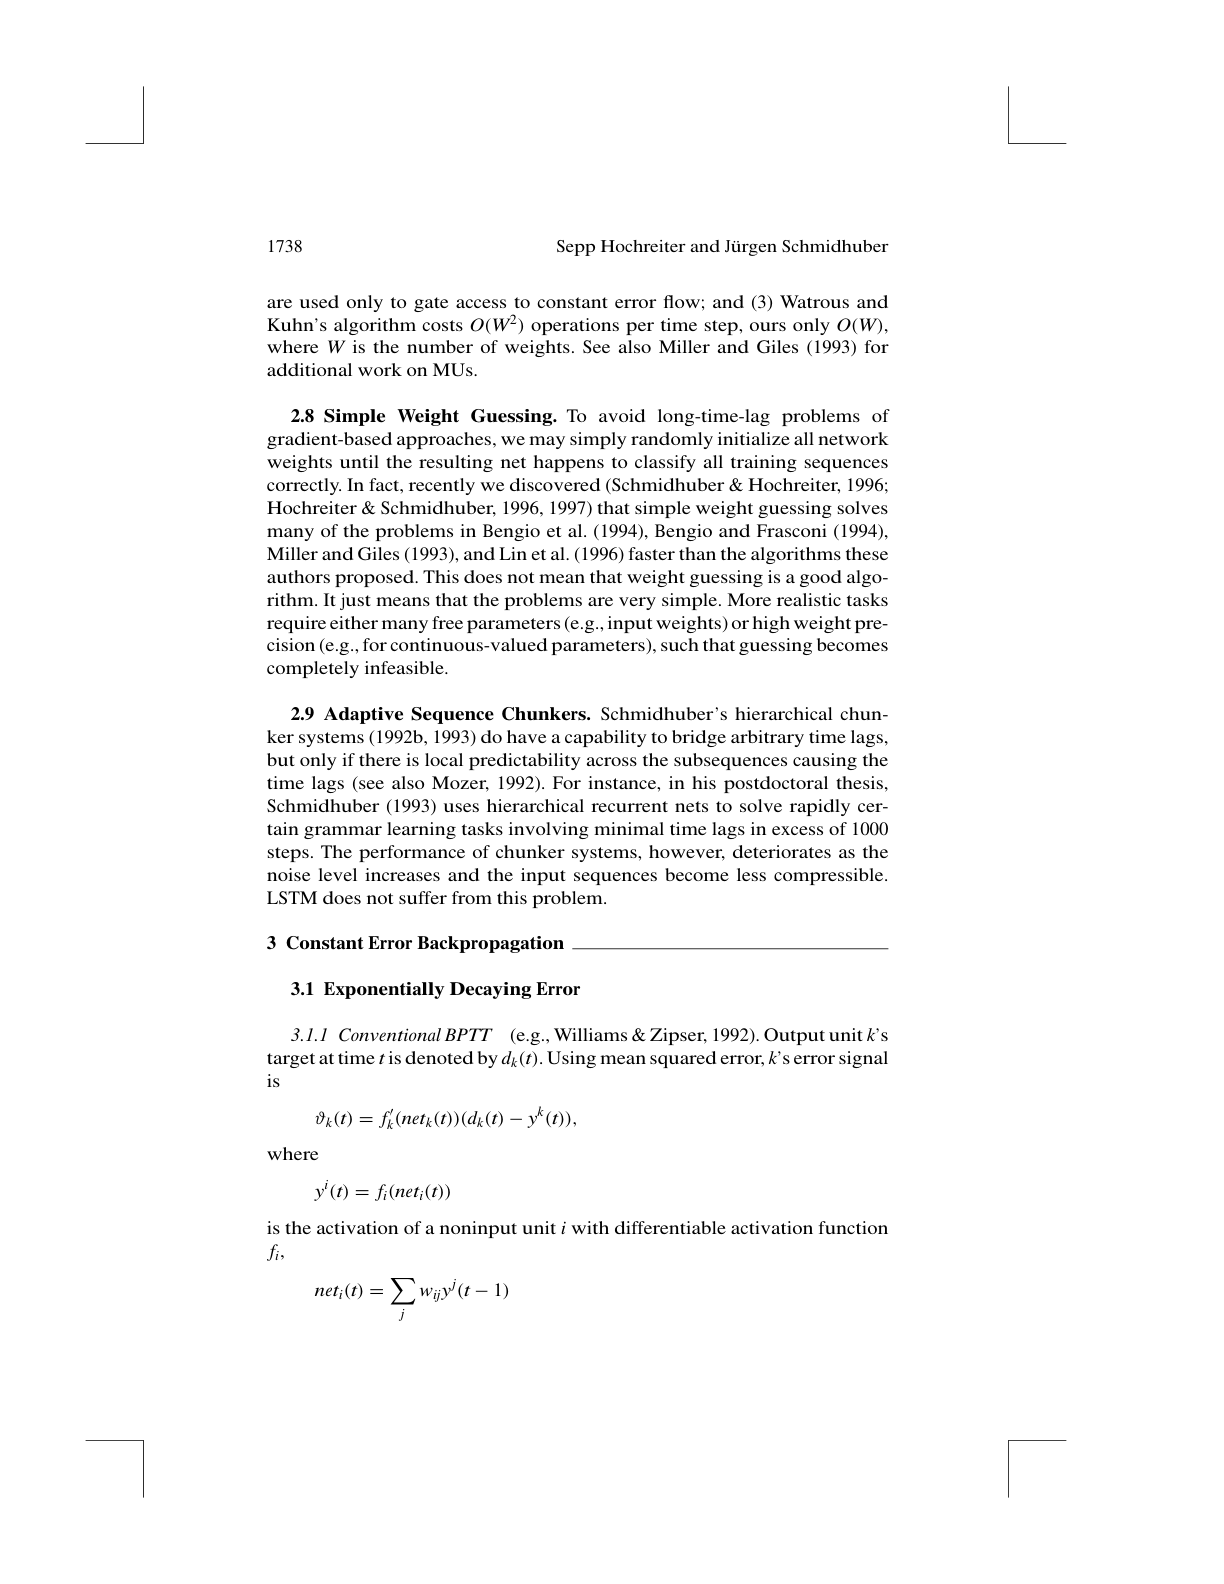 1738 Sepp Hochreiter and Jürgen Schmidhuber
are used only to gate access to constant error flow; and (3) Watrous and
Kuhn's algorithm costs O(W²) operations per time step, ours only O(W),
where W is the number of weights. See also Miller and Giles (1993) for
additional work on MUs.
2.8 Simple Weight Guessing. To avoid long-time-lag problems of
gradient-based approaches, we may simply randomly initialize all network
weights until the resulting net happens to classify all training sequences
correctly. In fact, recently we discovered (Schmidhuber & Hochreiter, 1996;
Hochreiter & Schmidhuber, 1996, 1997) that simple weight guessing solves
many of the problems in Bengio et al. (1994), Bengio and Frasconi (1994),
Miller and Giles (1993), and Lin et al. (1996) faster than the algorithms these
authors proposed. This does not mean that weight guessing is a good algo-
rithm. It just means that the problems are very simple. More realistic tasks
require either many free parameters (e.g., input weights) or high weight pre-
cision (e.g., for continuous-valued parameters), such that guessing becomes
completely infeasible.
2.9 Adaptive Sequence Chunkers. Schmidhuber's hierarchical chun-
ker systems (1992b, 1993) do have a capability to bridge arbitrary time lags,
but only if there is local predictability across the subsequences causing the
time lags (see also Mozer, 1992). For instance, in his postdoctoral thesis,
Schmidhuber (1993) uses hierarchical recurrent nets to solve rapidly cer-
tain grammar learning tasks involving minimal time lags in excess of 1000
steps. The performance of chunker systems, however, deteriorates as the
noise level increases and the input sequences become less compressible.
LSTM does not suffer from this problem.
3 Constant Error Backpropagation
3.1 Exponentially Decaying Error
3.1.1 Conventional BPTT (e.g., Williams & Zipser, 1992). Output unit k's
target at time t is denoted by d_k(t). Using mean squared error, k's error signal
is
ϑ_k(t) = f′_k(net_k(t))(d_k(t) − y^k(t)),
where
y^i(t) = f_i(net_i(t))
is the activation of a noninput unit i with differentiable activation function
f_i,
net_i(t) = ∑_j w_ij y^j(t − 1)